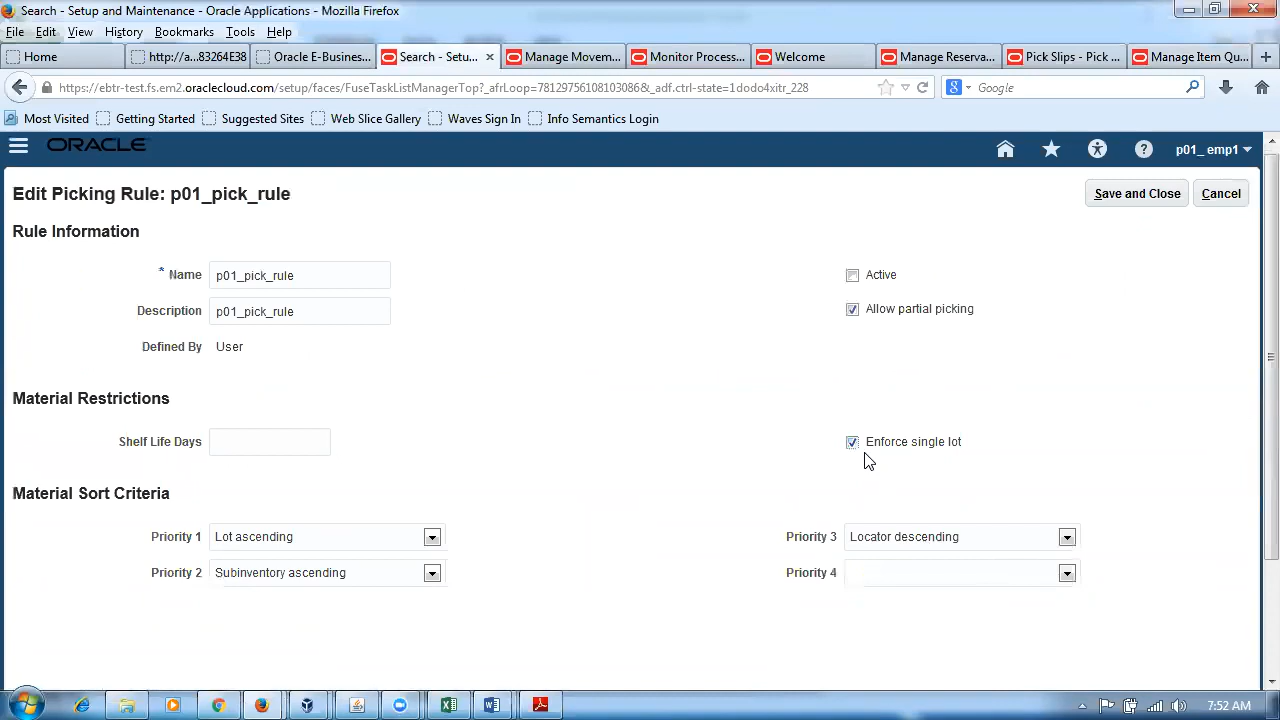 Search - Setup and Maintenance - Oracle Applications - Mozilla Firefox
File Edit View History Bookmarks Tools Help
Home http://a...83264E38 Oracle E-Business... Search - Setu... Manage Movem... Monitor Process... Welcome Manage Reserva... Pick Slips - Pick ... Manage Item Qu...
https://ebtr-test.fs.em2.oraclecloud.com/setup/faces/FuseTaskListManagerTop?_afrLoop=78129756108103086&_adf.ctrl-state=1dodo4xitr_228 Google
Most Visited Getting Started Suggested Sites Web Slice Gallery Waves Sign In Info Semantics Login
ORACLE p01_ emp1
Edit Picking Rule: p01_pick_rule Save and Close Cancel
Rule Information
* Name p01_pick_rule Active
Description p01_pick_rule Allow partial picking
Defined By User
Material Restrictions
Shelf Life Days Enforce single lot
Material Sort Criteria
Priority 1 Lot ascending Priority 3 Locator descending
Priority 2 Subinventory ascending Priority 4
7:52 AM